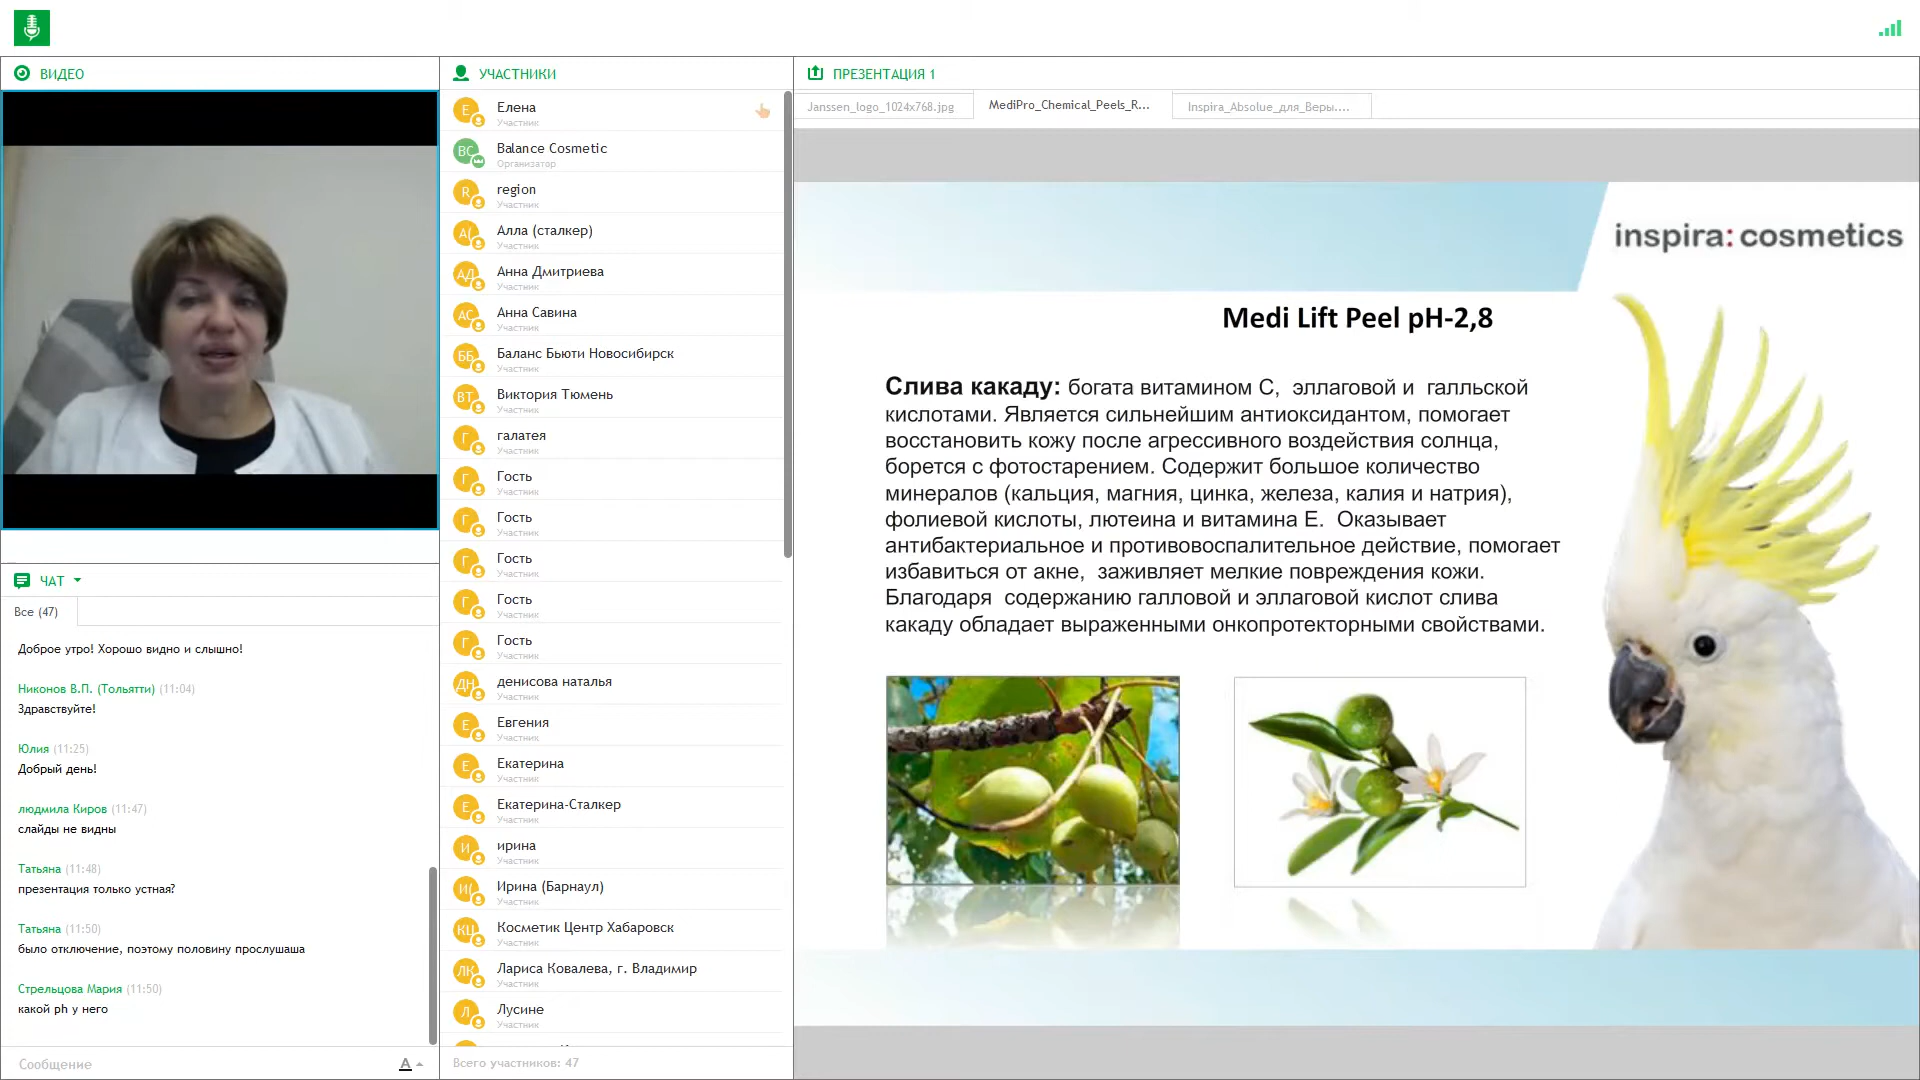 ВИДЕО
УЧАСТНИКИ
Е
Елена
Участник
BC
Balance Cosmetic
Организатор
R
region
Участник
А(
Алла (сталкер)
Участник
АД
Анна Дмитриева
Участник
АС
Анна Савина
Участник
ББ
Баланс Бьюти Новосибирск
Участник
ВТ
Виктория Тюмень
Участник
Г
галатея
Участник
Г
Гость
Участник
Г
Гость
Участник
Г
Гость
Участник
Г
Гость
Участник
Г
Гость
Участник
ДН
денисова наталья
Участник
Е
Евгения
Участник
Е
Екатерина
Участник
Е
Екатерина-Сталкер
Участник
И
ирина
Участник
И(
Ирина (Барнаул)
Участник
КЦ
Косметик Центр Хабаровск
Участник
ЛК
Лариса Ковалева, г. Владимир
Участник
Л
Лусине
Участник
Всего участников: 47
ЧАТ
Все (47)
Доброе утро! Хорошо видно и слышно!
Никонов В.П. (Тольятти) (11:04)
Здравствуйте!
Юлия (11:25)
Добрый день!
людмила Киров (11:47)
слайды не видны
Татьяна (11:48)
презентация только устная?
Татьяна (11:50)
было отключение, поэтому половину прослушаша
Стрельцова Мария (11:50)
какой ph у него
Сообщение
A
ПРЕЗЕНТАЦИЯ 1
Janssen_logo_1024x768.jpg
MediPro_Chemical_Peels_R...
Inspira_Absolue_для_Веры....
inspira: cosmetics
Medi Lift Peel pH-2,8
Слива какаду: богата витамином С, эллаговой и галльской
кислотами. Является сильнейшим антиоксидантом, помогает
восстановить кожу после агрессивного воздействия солнца,
борется с фотостарением. Содержит большое количество
минералов (кальция, магния, цинка, железа, калия и натрия),
фолиевой кислоты, лютеина и витамина Е. Оказывает
антибактериальное и противовоспалительное действие, помогает
избавиться от акне, заживляет мелкие повреждения кожи.
Благодаря содержанию галловой и эллаговой кислот слива
какаду обладает выраженными онкопротекторными свойствами.